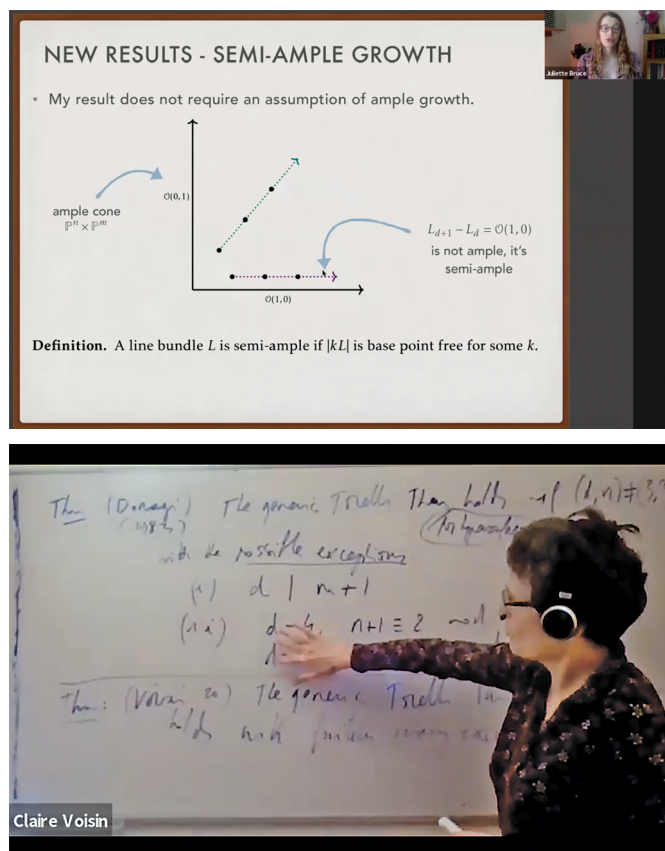 NEW RESULTS - SEMI-AMPLE GROWTH
Juliette Bruce
• My result does not require an assumption of ample growth.
𝒪(0,1)
ample cone
ℙⁿ × ℙᵐ
L_{d+1} − L_d = 𝒪(1,0)
is not ample, it's
semi-ample
𝒪(1,0)
Definition. A line bundle L is semi-ample if |kL| is base point free for some k.
Thm (Donagi) The generic Torelli Thm holds if (d,n) ≠
(1983)
with the possible exceptions
(i) d | n+1
(ii) d = 4, n+1 ≡ 2 mod
d
Thm: (Voisin, 20) The generic Torelli Thm
holds with finitely many
Claire Voisin